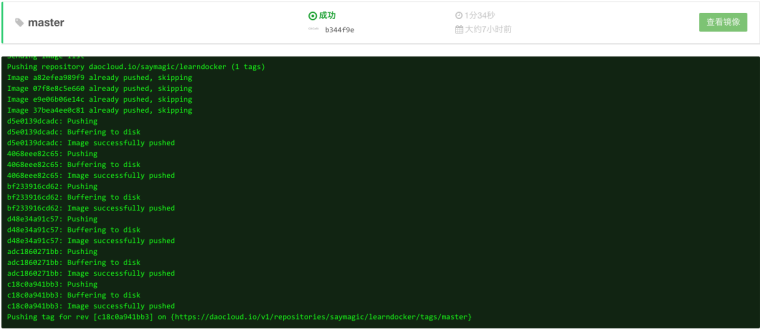 master
成功
b344f9e
1分34秒
大约7小时前
查看镜像
Sending image list
Pushing repository daocloud.io/saymagic/learndocker (1 tags)
Image a82efea989f9 already pushed, skipping
Image 07f8e8c5e660 already pushed, skipping
Image e9e06b06e14c already pushed, skipping
Image 37bea4ee0c81 already pushed, skipping
d5e0139dcadc: Pushing
d5e0139dcadc: Buffering to disk
d5e0139dcadc: Image successfully pushed
4068eee82c65: Pushing
4068eee82c65: Buffering to disk
4068eee82c65: Image successfully pushed
bf233916cd62: Pushing
bf233916cd62: Buffering to disk
bf233916cd62: Image successfully pushed
d48e34a91c57: Pushing
d48e34a91c57: Buffering to disk
d48e34a91c57: Image successfully pushed
adc1860271bb: Pushing
adc1860271bb: Buffering to disk
adc1860271bb: Image successfully pushed
c18c0a941bb3: Pushing
c18c0a941bb3: Buffering to disk
c18c0a941bb3: Image successfully pushed
Pushing tag for rev [c18c0a941bb3] on {https://daocloud.io/v1/repositories/saymagic/learndocker/tags/master}